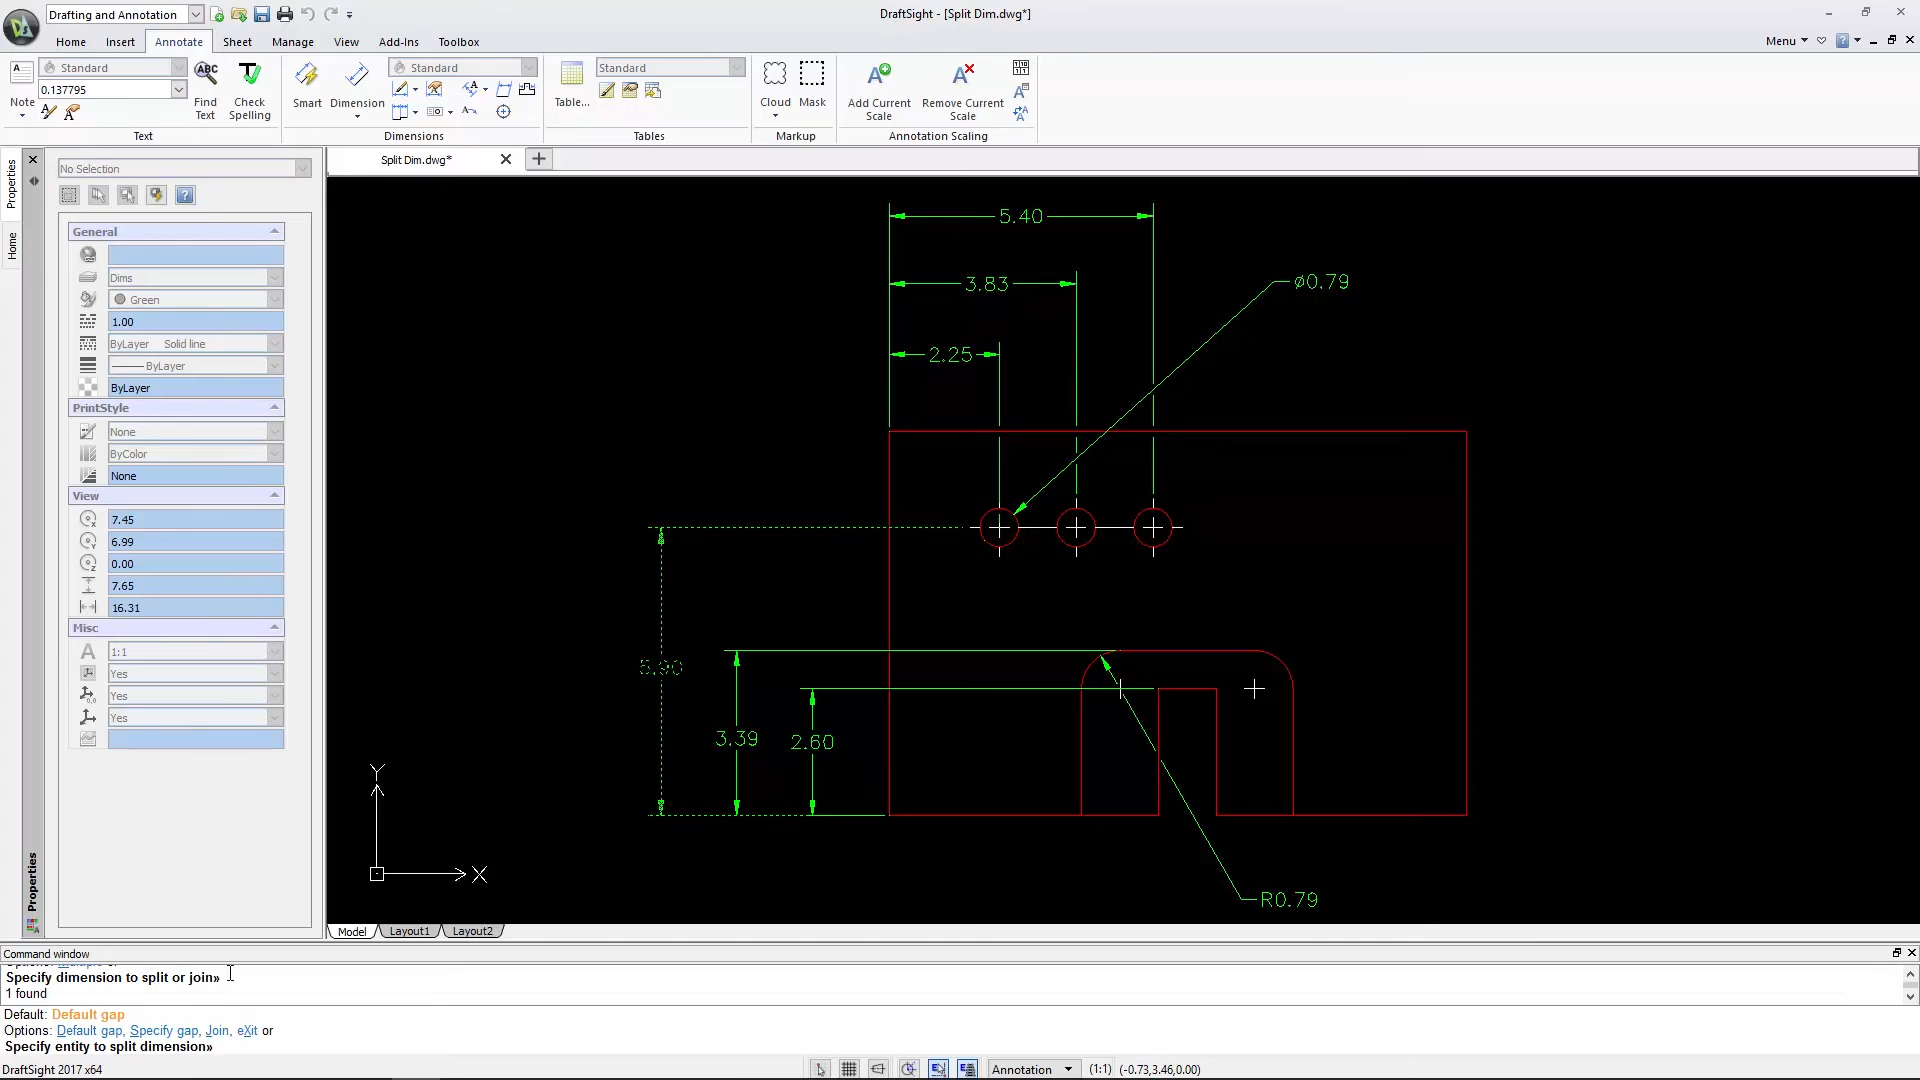 Drafting and Annotation
DraftSight - [Split Dim.dwg*]
Home Insert Annotate Sheet Manage View Add-Ins Toolbox
Menu
Standard
0.137795
Note
Find Text
Check Spelling
Text
Smart
Dimension
Standard
Dimensions
Table...
Standard
Tables
Cloud
Mask
Markup
Add Current Scale
Remove Current Scale
Annotation Scaling
Split Dim.dwg*
Properties
Home
No Selection
General
Dims
Green
1.00
ByLayer Solid line
ByLayer
ByLayer
PrintStyle
None
ByColor
None
View
7.45
6.99
0.00
7.65
16.31
Misc
1:1
Yes
Yes
Yes
Properties
5.40
3.83
ø0.79
2.25
5.90
3.39
2.60
R0.79
Y
X
Model Layout1 Layout2
Command window
Specify dimension to split or join»
1 found
Default: Default gap
Options: Default gap, Specify gap, Join, eXit or
Specify entity to split dimension»
DraftSight 2017 x64
Annotation (1:1) (-0.73,3.46,0.00)